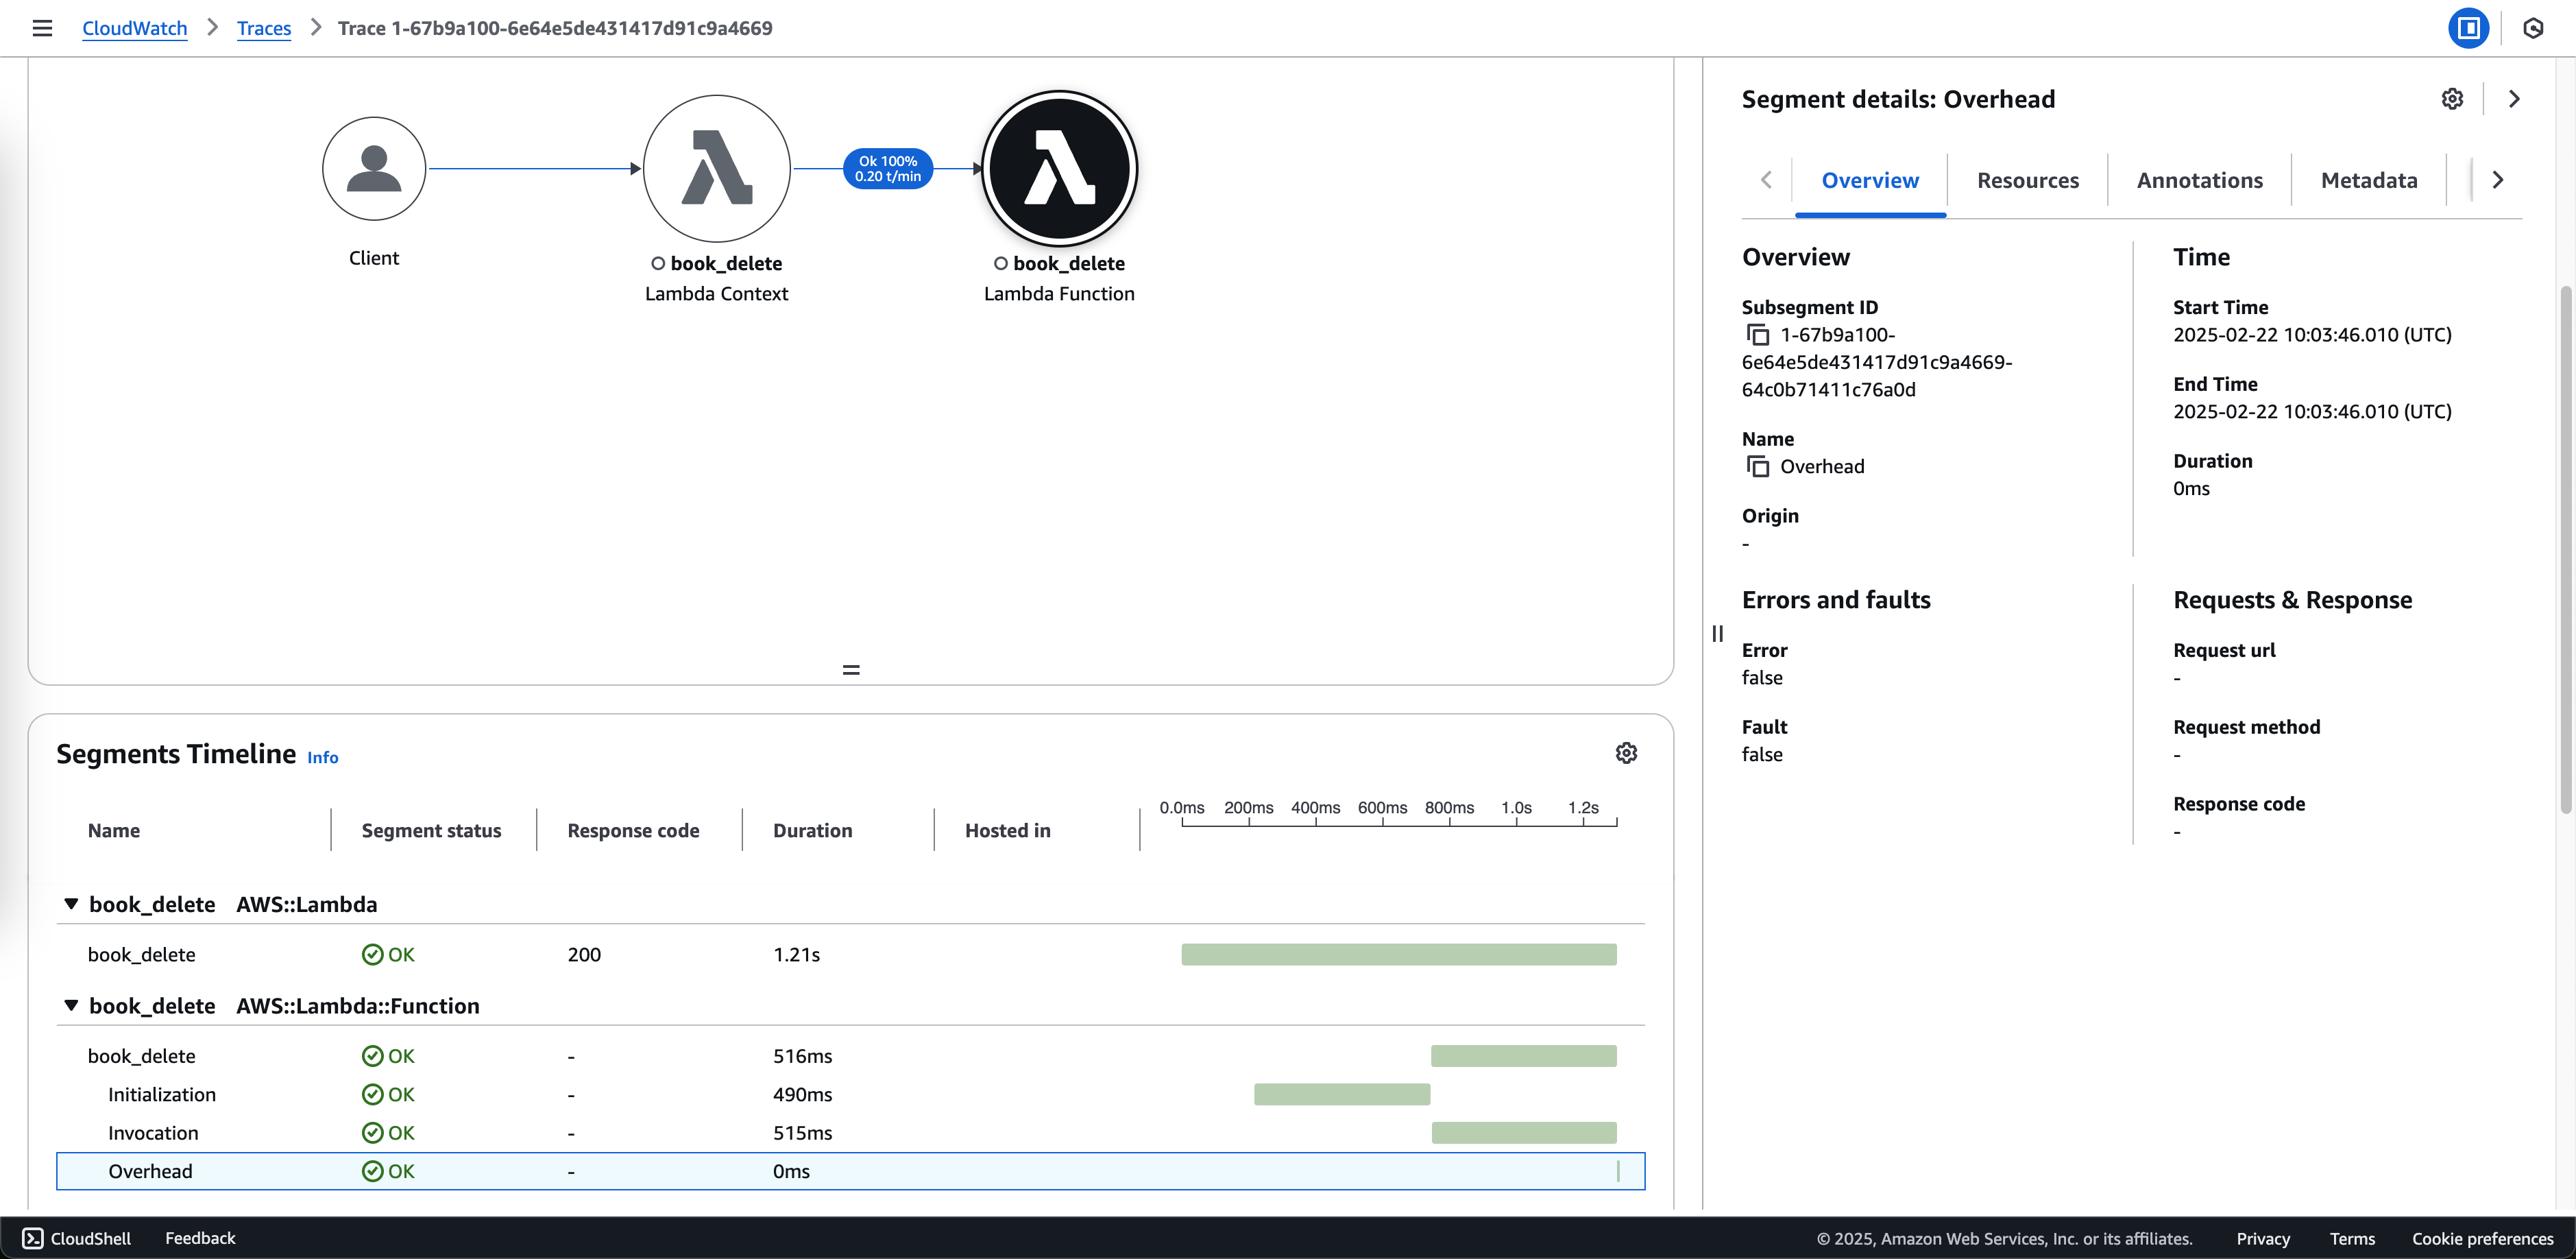 CloudWatch > Traces > Trace 1-67b9a100-6e64e5de431417d91c9a4669
Client
book_delete
Lambda Context
Ok 100%
0.20 t/min
book_delete
Lambda Function
Segments Timeline Info
Name Segment status Response code Duration Hosted in 0.0ms 200ms 400ms 600ms 800ms 1.0s 1.2s
book_delete AWS::Lambda
book_delete OK 200 1.21s
book_delete AWS::Lambda::Function
book_delete OK - 516ms
Initialization OK - 490ms
Invocation OK - 515ms
Overhead OK - 0ms
Segment details: Overhead
Overview Resources Annotations Metadata
Overview
Subsegment ID
1-67b9a100-
6e64e5de431417d91c9a4669-
64c0b71411c76a0d
Name
Overhead
Origin
-
Time
Start Time
2025-02-22 10:03:46.010 (UTC)
End Time
2025-02-22 10:03:46.010 (UTC)
Duration
0ms
Errors and faults
Error
false
Fault
false
Requests & Response
Request url
-
Request method
-
Response code
-
CloudShell Feedback © 2025, Amazon Web Services, Inc. or its affiliates. Privacy Terms Cookie preferences